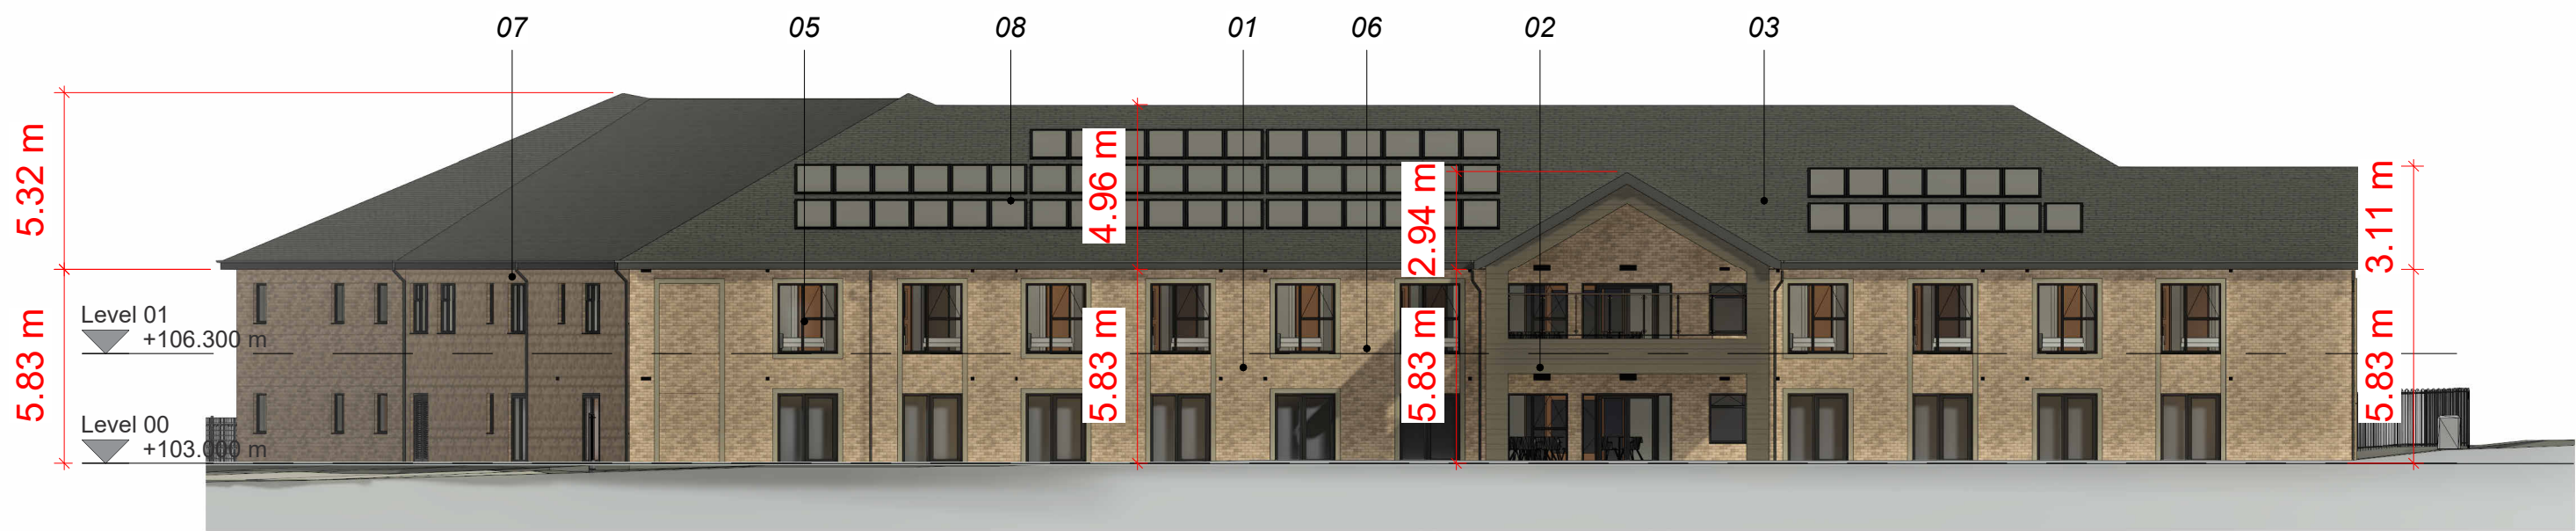 07 05 08 01 06 02 03
5.32 m
4.96 m
2.94 m
3.11 m
Level 01
+106.300 m
5.83 m
5.83 m
5.83 m
5.83 m
Level 00
+103.000 m